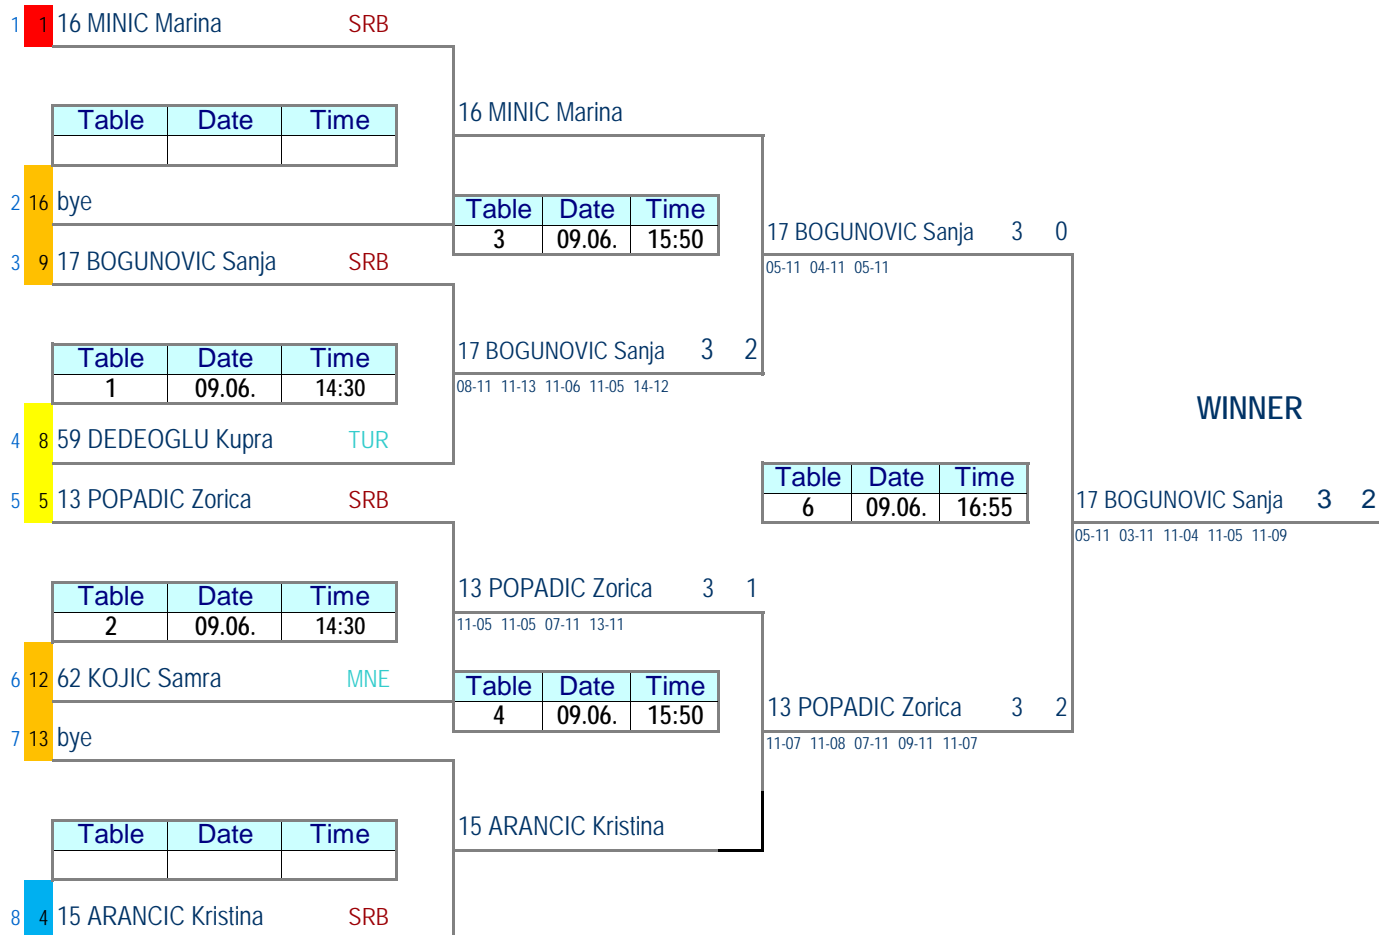 1 1 16 MINIC Marina SRB
Table Date Time
16 MINIC Marina
2 16 bye
Table Date Time
3 09.06. 15:50
17 BOGUNOVIC Sanja 3 0
3 9 17 BOGUNOVIC Sanja SRB
05-11 04-11 05-11
Table Date Time
1 09.06. 14:30
17 BOGUNOVIC Sanja 3 2
08-11 11-13 11-06 11-05 14-12
WINNER
4 8 59 DEDEOGLU Kupra TUR
Table Date Time
6 09.06. 16:55
5 5 13 POPADIC Zorica SRB
17 BOGUNOVIC Sanja 3 2
05-11 03-11 11-04 11-05 11-09
Table Date Time
2 09.06. 14:30
13 POPADIC Zorica 3 1
11-05 11-05 07-11 13-11
6 12 62 KOJIC Samra MNE
Table Date Time
4 09.06. 15:50
13 POPADIC Zorica 3 2
7 13 bye
11-07 11-08 07-11 09-11 11-07
Table Date Time
15 ARANCIC Kristina
8 4 15 ARANCIC Kristina SRB